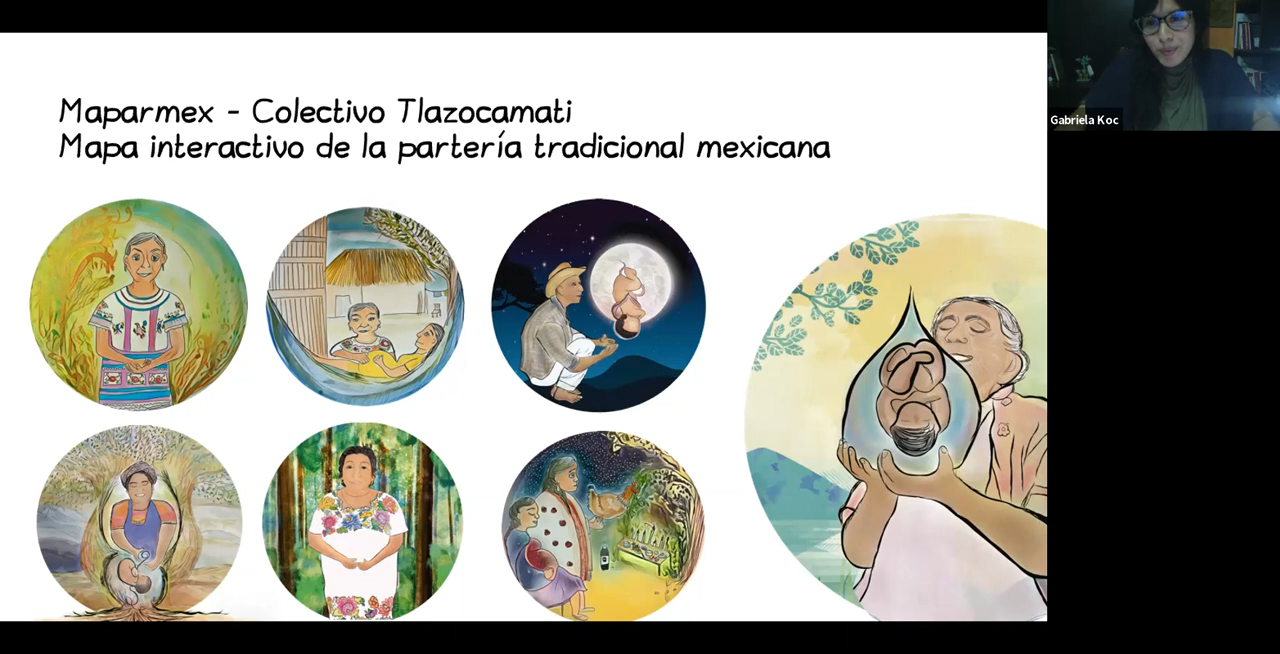 Maparmex - Colectivo Tlazocamati
Mapa interactivo de la partería tradicional mexicana
Gabriela Koc